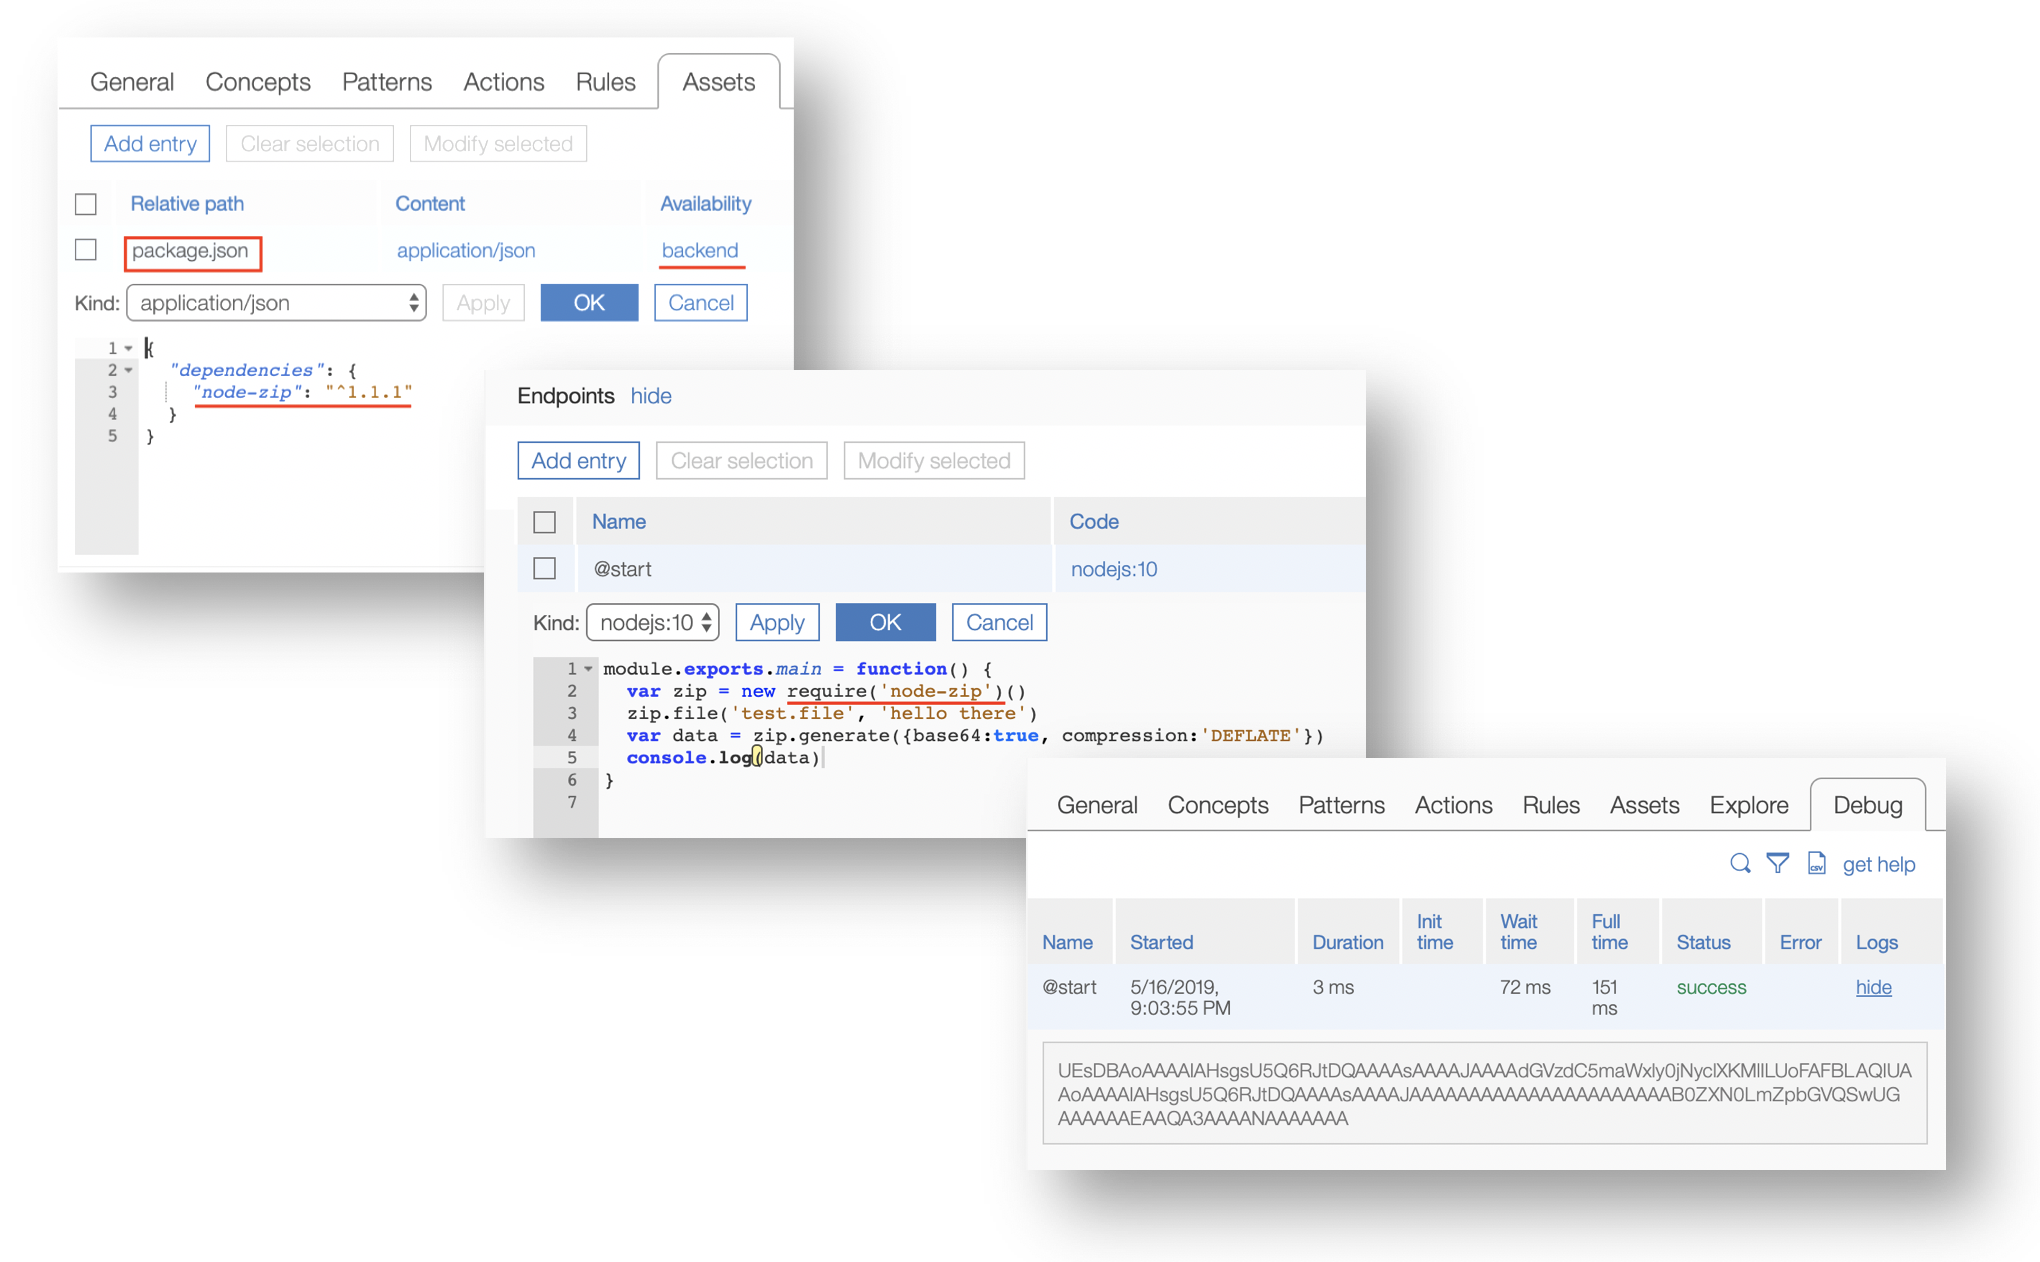 General Concepts Patterns Actions Rules Assets
Add entry Clear selection Modify selected
Relative path Content Availability
package.json application/json backend
Kind: application/json Apply OK Cancel
1 {
2 "dependencies": {
3 "node-zip": "^1.1.1"
4 }
5 }
Endpoints hide
Add entry Clear selection Modify selected
Name Code
@start nodejs:10
Kind: nodejs:10 Apply OK Cancel
1 module.exports.main = function() {
2 var zip = new require('node-zip')()
3 zip.file('test.file', 'hello there')
4 var data = zip.generate({base64:true, compression:'DEFLATE'})
5 console.log(data)
6 }
7
General Concepts Patterns Actions Rules Assets Explore Debug
CSV get help
Name Started Duration Init time Wait time Full time Status Error Logs
@start 5/16/2019, 3 ms 72 ms 151 success hide
9:03:55 PM ms